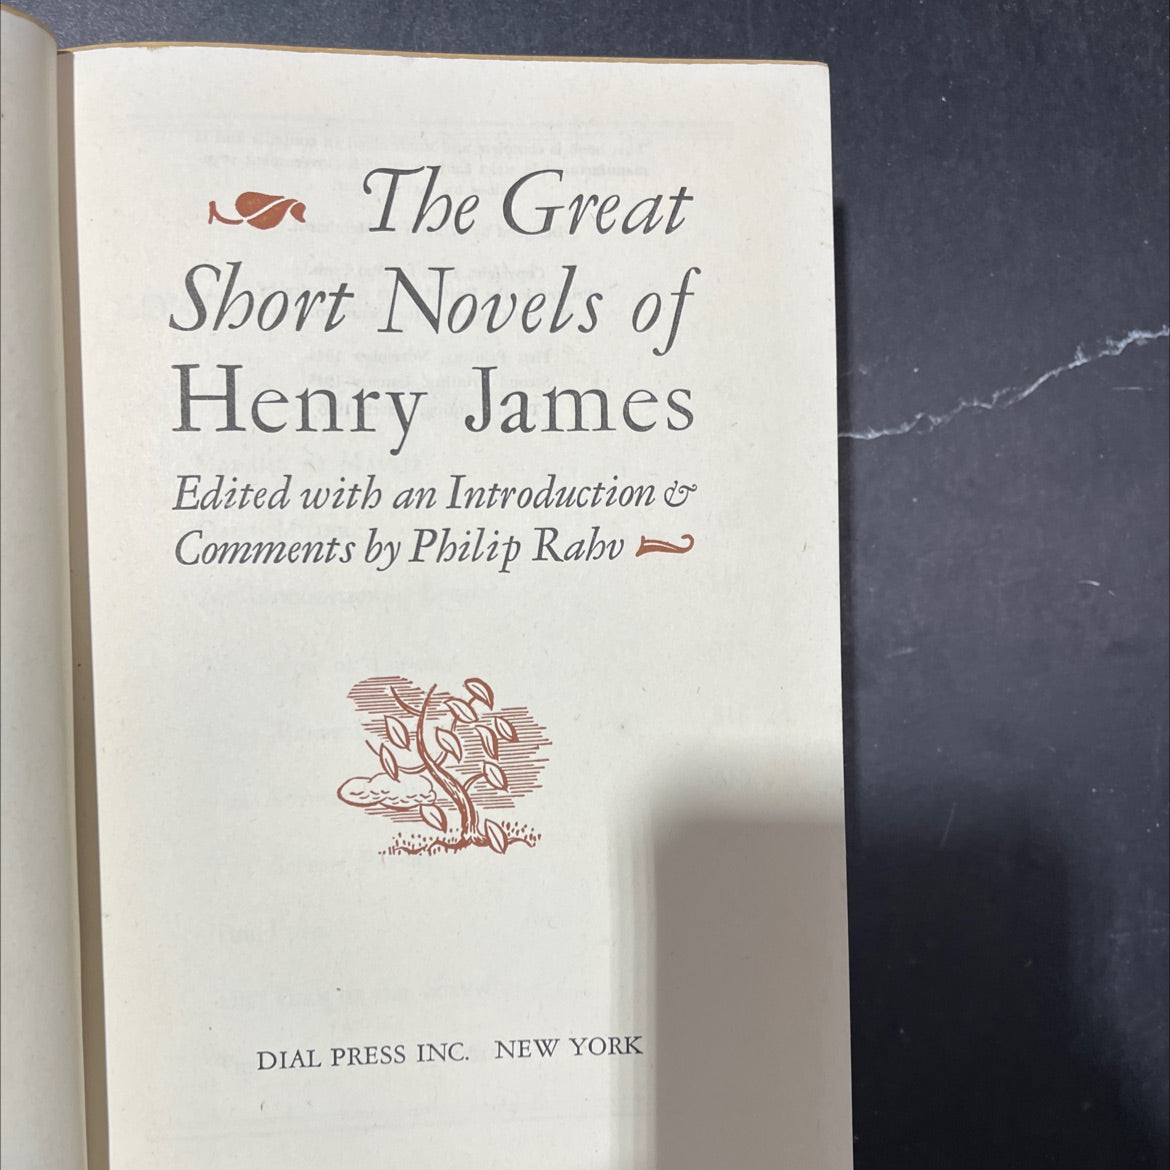 The Great
Short Novels of
Henry James
Edited with an Introduction &
Comments by Philip Rahv
DIAL PRESS INC. NEW YORK